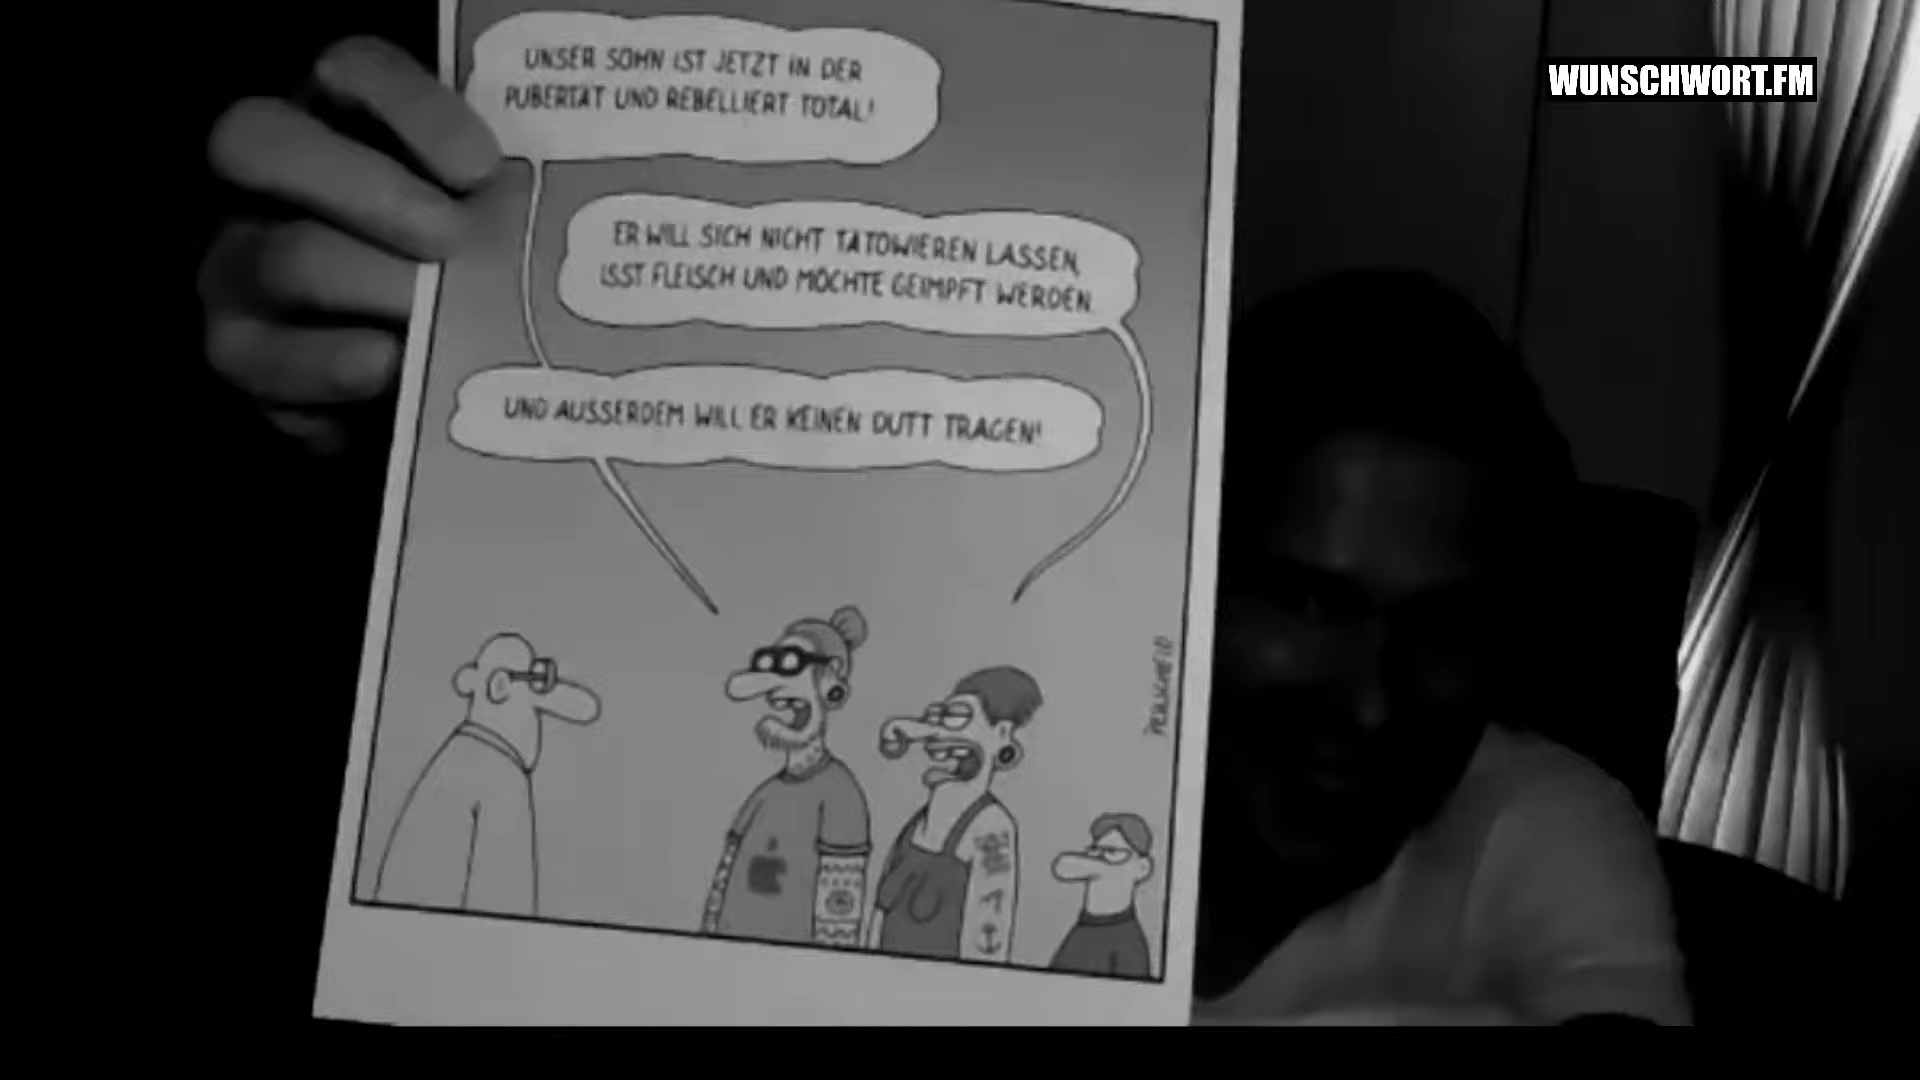 UNSER SOHN IST JETZT IN DER
PUBERTÄT UND REBELLIERT TOTAL!
ER WILL SICH NICHT TÄTOWIEREN LASSEN,
ISST FLEISCH UND MÖCHTE GEIMPFT WERDEN.
UND AUSSERDEM WILL ER KEINEN DUTT TRAGEN!
PERSCHEID
WUNSCHWORT.FM